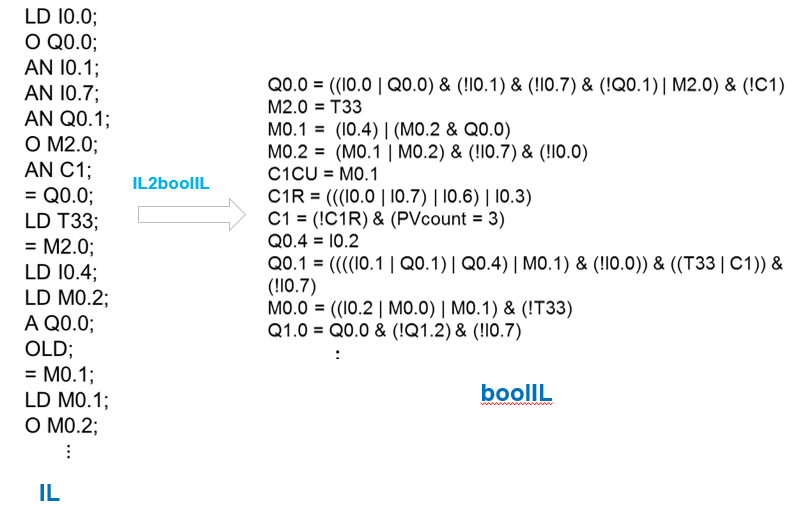 LD I0.0;
O Q0.0;
AN I0.1;
AN I0.7;
AN Q0.1;
O M2.0;
AN C1;
= Q0.0;
LD T33;
= M2.0;
LD I0.4;
LD M0.2;
A Q0.0;
OLD;
= M0.1;
LD M0.1;
O M0.2;
⋮
IL
IL2boolIL
Q0.0 = ((I0.0 | Q0.0) & (!I0.1) & (!I0.7) & (!Q0.1) | M2.0) & (!C1)
M2.0 = T33
M0.1 =  (I0.4) | (M0.2 & Q0.0)
M0.2 =  (M0.1 | M0.2) & (!I0.7) & (!I0.0)
C1CU = M0.1
C1R = (((I0.0 | I0.7) | I0.6) | I0.3)
C1 = (!C1R) & (PVcount = 3)
Q0.4 = I0.2
Q0.1 = ((((I0.1 | Q0.1) | Q0.4) | M0.1) & (!I0.0)) & ((T33 | C1)) &
(!I0.7)
M0.0 = ((I0.2 | M0.0) | M0.1) & (!T33)
Q1.0 = Q0.0 & (!Q1.2) & (!I0.7)
:
boolIL